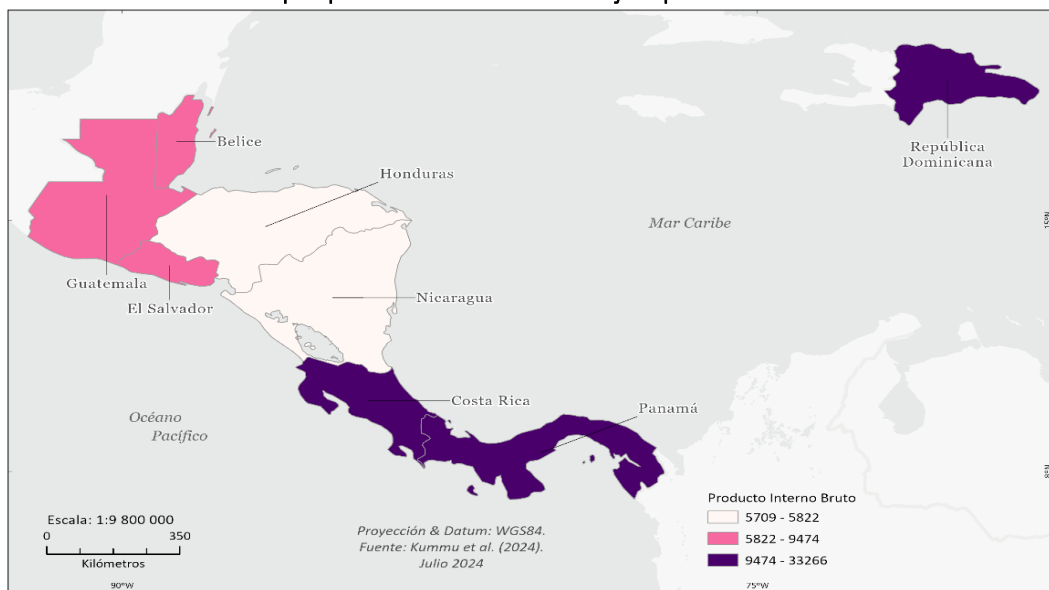 Belice
Honduras
República
Dominicana
Mar Caribe
15°N
Guatemala
El Salvador
Nicaragua
Costa Rica
Panamá
Océano
Pacífico
8°N
Producto Interno Bruto
5709 - 5822
5822 - 9474
9474 - 33266
Escala: 1:9 800 000
0 350
Kilómetros
Proyección & Datum: WGS84.
Fuente: Kummu et al. (2024).
Julio 2024
90°W
75°W